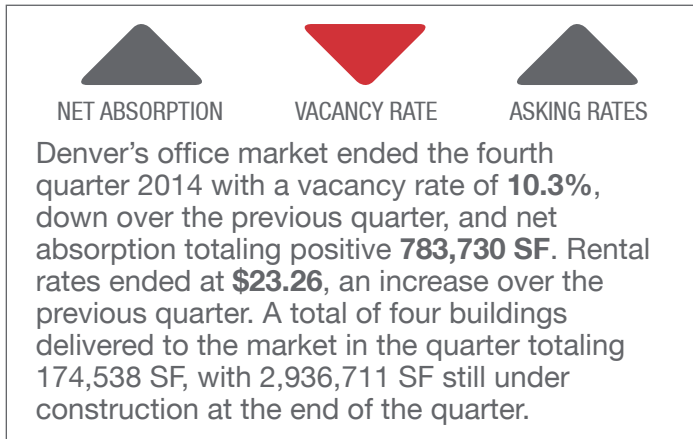 NET ABSORPTION VACANCY RATE ASKING RATES
Denver's office market ended the fourth
quarter 2014 with a vacancy rate of 10.3%,
down over the previous quarter, and net
absorption totaling positive 783,730 SF. Rental
rates ended at $23.26, an increase over the
previous quarter. A total of four buildings
delivered to the market in the quarter totaling
174,538 SF, with 2,936,711 SF still under
construction at the end of the quarter.